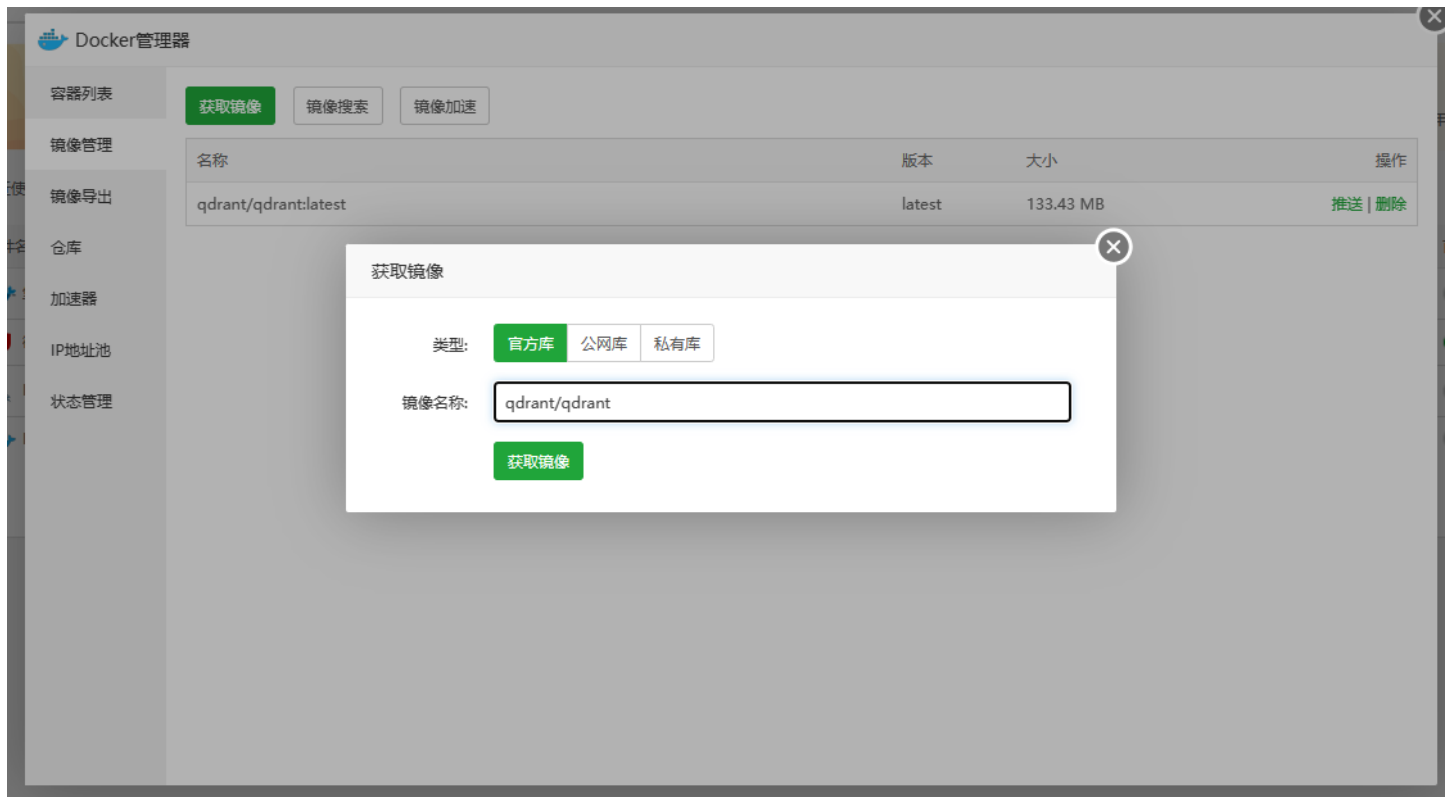 Docker管理器
容器列表
镜像管理
镜像导出
仓库
加速器
IP地址池
状态管理
获取镜像 镜像搜索 镜像加速
名称 版本 大小 操作
qdrant/qdrant:latest latest 133.43 MB 推送 | 删除
获取镜像
类型: 官方库 公网库 私有库
镜像名称: qdrant/qdrant
获取镜像